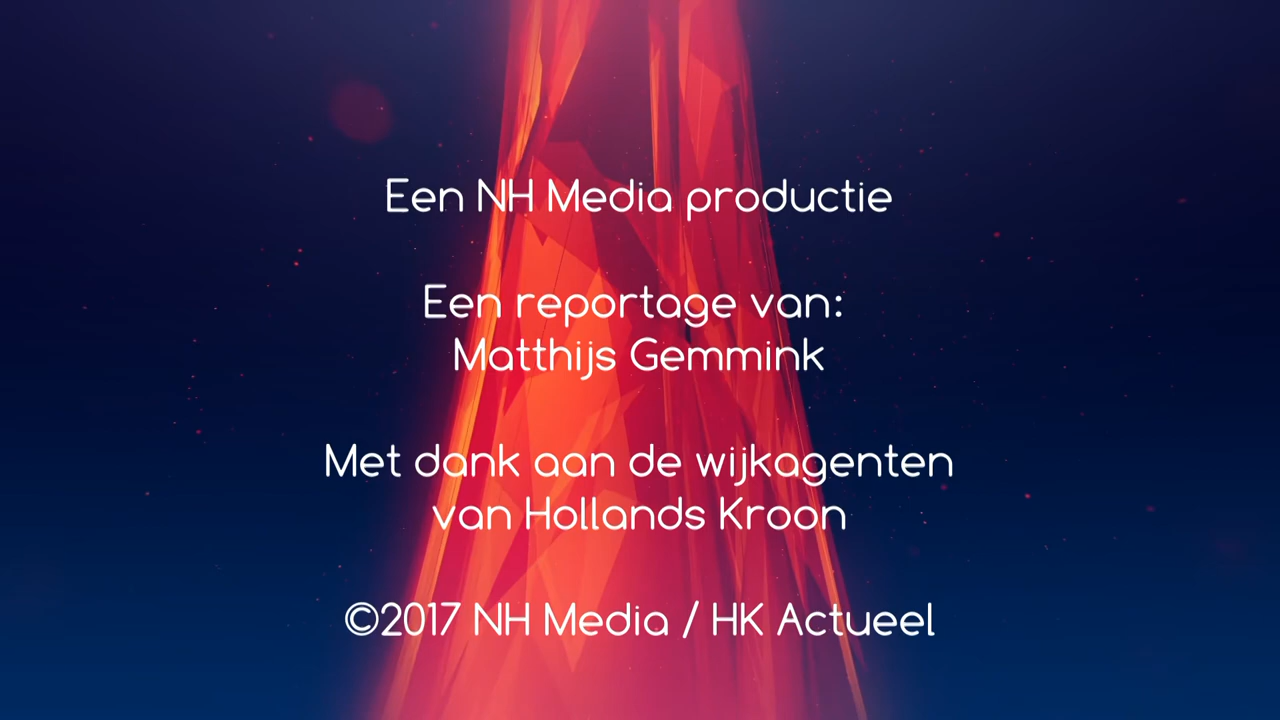 Een NH Media productie
Een reportage van:
Matthijs Gemmink
Met dank aan de wijkagenten
van Hollands Kroon
©2017 NH Media / HK Actueel